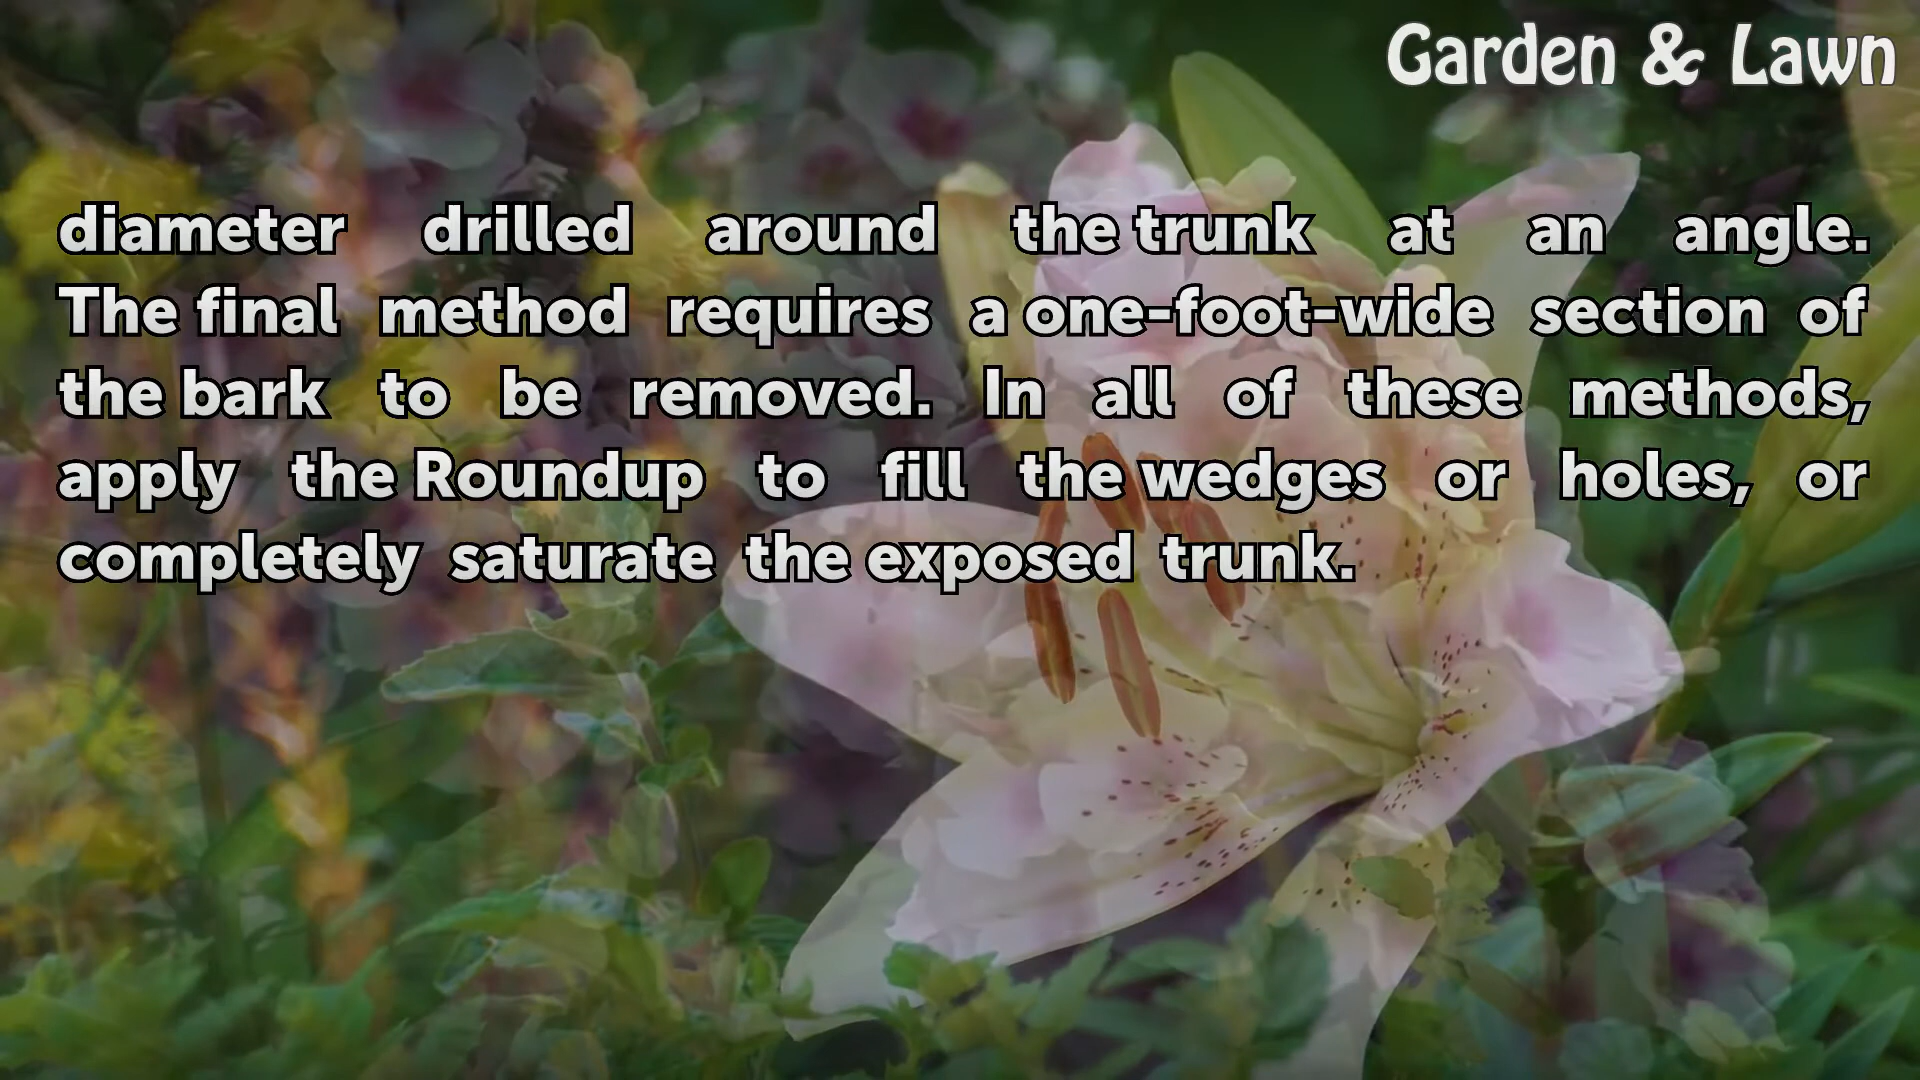 Garden & Lawn
diameter drilled around the trunk at an angle.
The final method requires a one-foot-wide section of
the bark to be removed. In all of these methods,
apply the Roundup to fill the wedges or holes, or
completely saturate the exposed trunk.